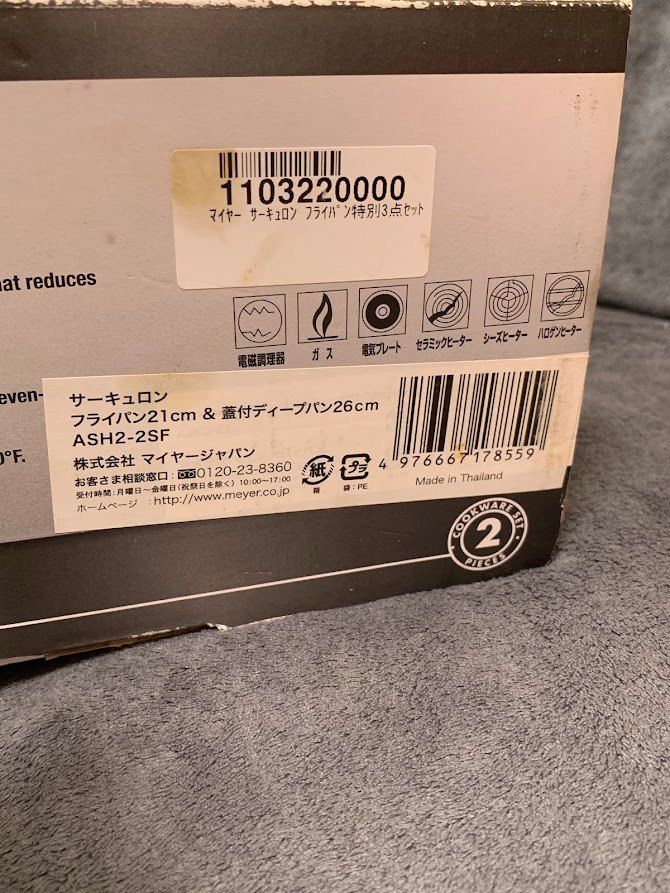 1103220000
マイヤー サーキュロン フライパン特別3点セット
at reduces
電磁調理器
ガス
電気プレート
セラミックヒーター
シーズヒーター
ハロゲンヒーター
even-
0°F.
サーキュロン
フライパン21cm & 蓋付ディープパン26cm
ASH2-2SF
株式会社 マイヤージャパン
お客さま相談窓口:0120-23-8360
受付時間:月曜日~金曜日(祝祭日を除く) 10:00~17:00
ホームページ :http://www.meyer.co.jp
紙
箱
プラ
袋:PE
4 976667 178559
Made in Thailand
COOKWARE SET
2
PIECES